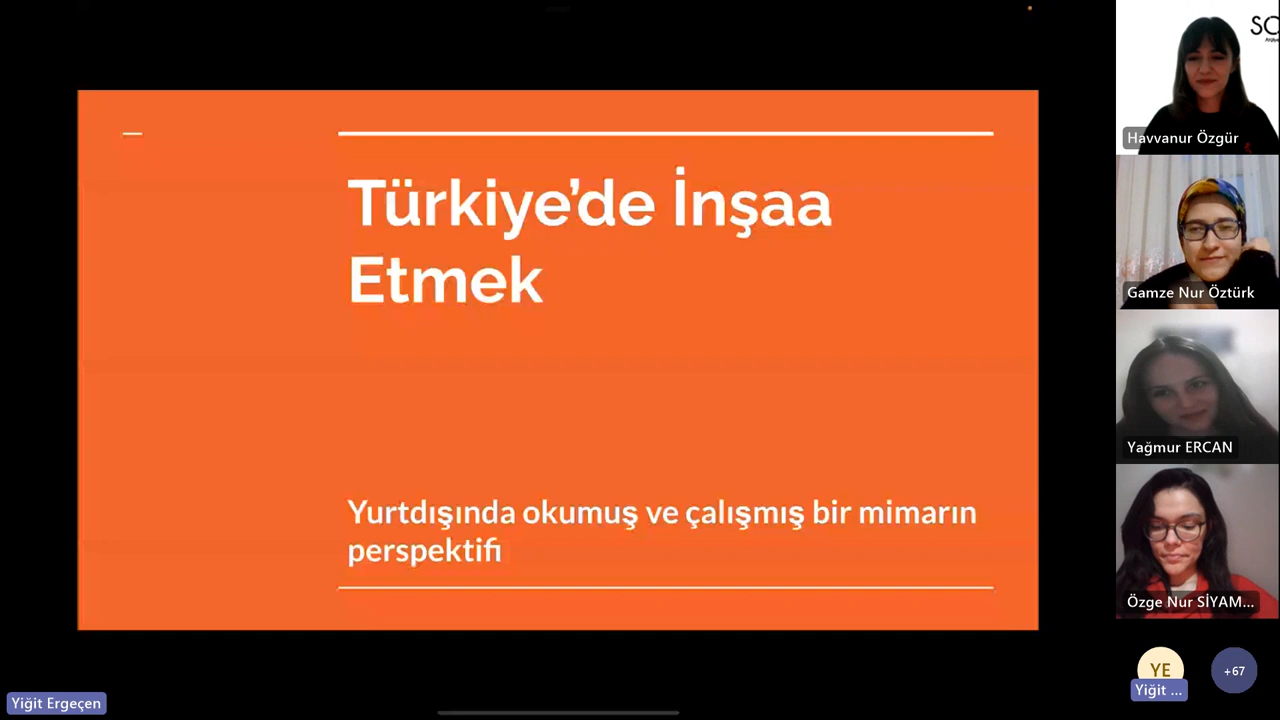 Türkiye’de İnşaa
Etmek
Yurtdışında okumuş ve çalışmış bir mimarın
perspektifi
Yiğit Ergeçen
Havvanur Özgür
Gamze Nur Öztürk
Yağmur ERCAN
Özge Nur SİYAM...
YE
Yiğit ...
+67